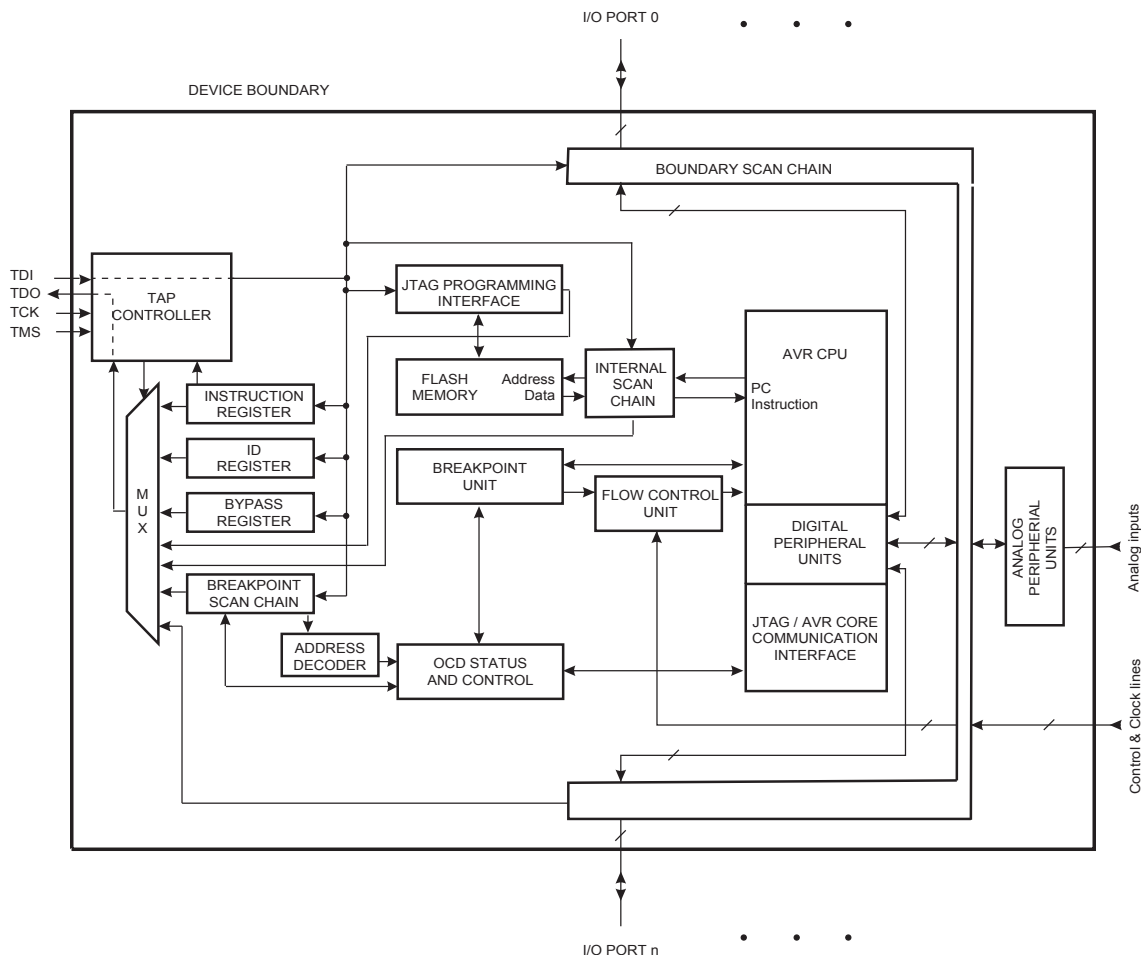 I/O PORT 0
DEVICE BOUNDARY
BOUNDARY SCAN CHAIN
TDI
TDO
TCK
TMS
TAP
CONTROLLER
JTAG PROGRAMMING
INTERFACE
AVR CPU
FLASH
MEMORY
Address
Data
INTERNAL
SCAN
CHAIN
PC
Instruction
INSTRUCTION
REGISTER
ID
REGISTER
BREAKPOINT
UNIT
FLOW CONTROL
UNIT
MUX
BYPASS
REGISTER
DIGITAL
PERIPHERAL
UNITS
ANALOG
PERIPHERIAL
UNITS
Analog inputs
BREAKPOINT
SCAN CHAIN
JTAG / AVR CORE
COMMUNICATION
INTERFACE
ADDRESS
DECODER
OCD STATUS
AND CONTROL
Control & Clock lines
I/O PORT n